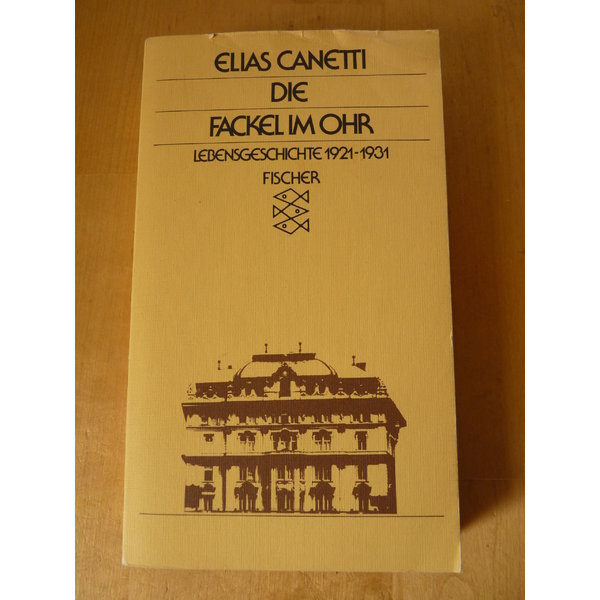 ELIAS CANETTI
DIE
FACKEL IM OHR
LEBENSGESCHICHTE 1921-1931
FISCHER